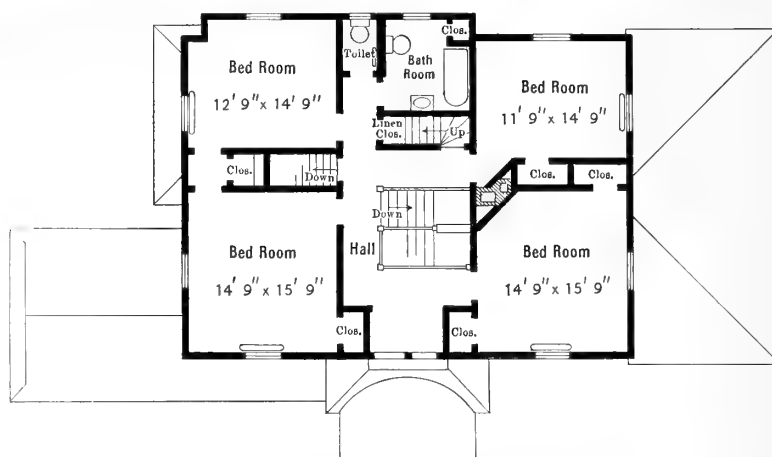 Clos.
Toilet
Bath
Room
Bed Room
12' 9" x 14' 9"
Bed Room
11' 9" x 14' 9"
Linen
Clos.
Up
Clos.
Down
Clos.
Clos.
Down
Hall
Bed Room
14' 9" x 15' 9"
Bed Room
14' 9" x 15' 9"
Clos.
Clos.